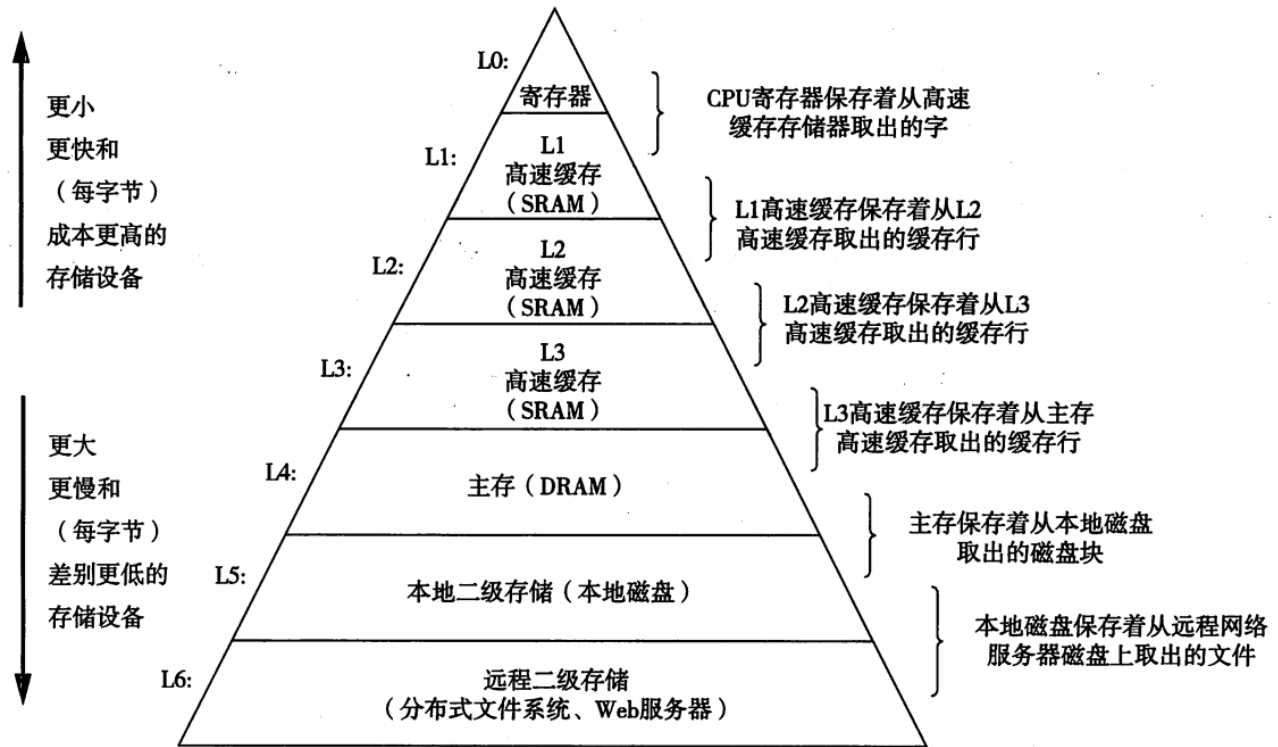 更小
更快和
（每字节）
成本更高的
存储设备
更大
更慢和
（每字节）
差别更低的
存储设备
L0:
寄存器
L1:
L1
高速缓存
（SRAM）
L2:
L2
高速缓存
（SRAM）
L3:
L3
高速缓存
（SRAM）
L4:
主存（DRAM）
L5:
本地二级存储（本地磁盘）
L6:
远程二级存储
（分布式文件系统、Web服务器）
CPU寄存器保存着从高速
缓存存储器取出的字
L1高速缓存保存着从L2
高速缓存取出的缓存行
L2高速缓存保存着从L3
高速缓存取出的缓存行
L3高速缓存保存着从主存
高速缓存取出的缓存行
主存保存着从本地磁盘
取出的磁盘块
本地磁盘保存着从远程网络
服务器磁盘上取出的文件